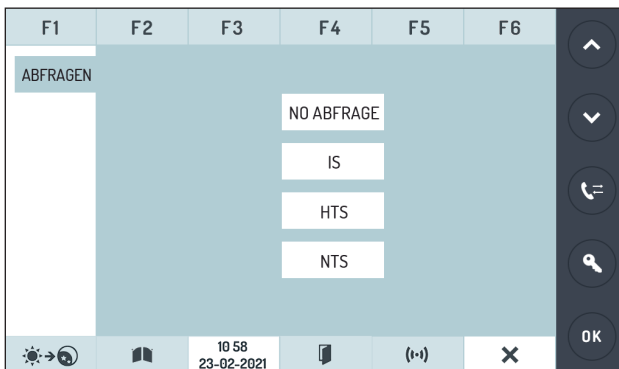 F1 F2 F3 F4 F5 F6
ABFRAGEN
NO ABFRAGE
IS
HTS
NTS
10 58
23-02-2021
OK